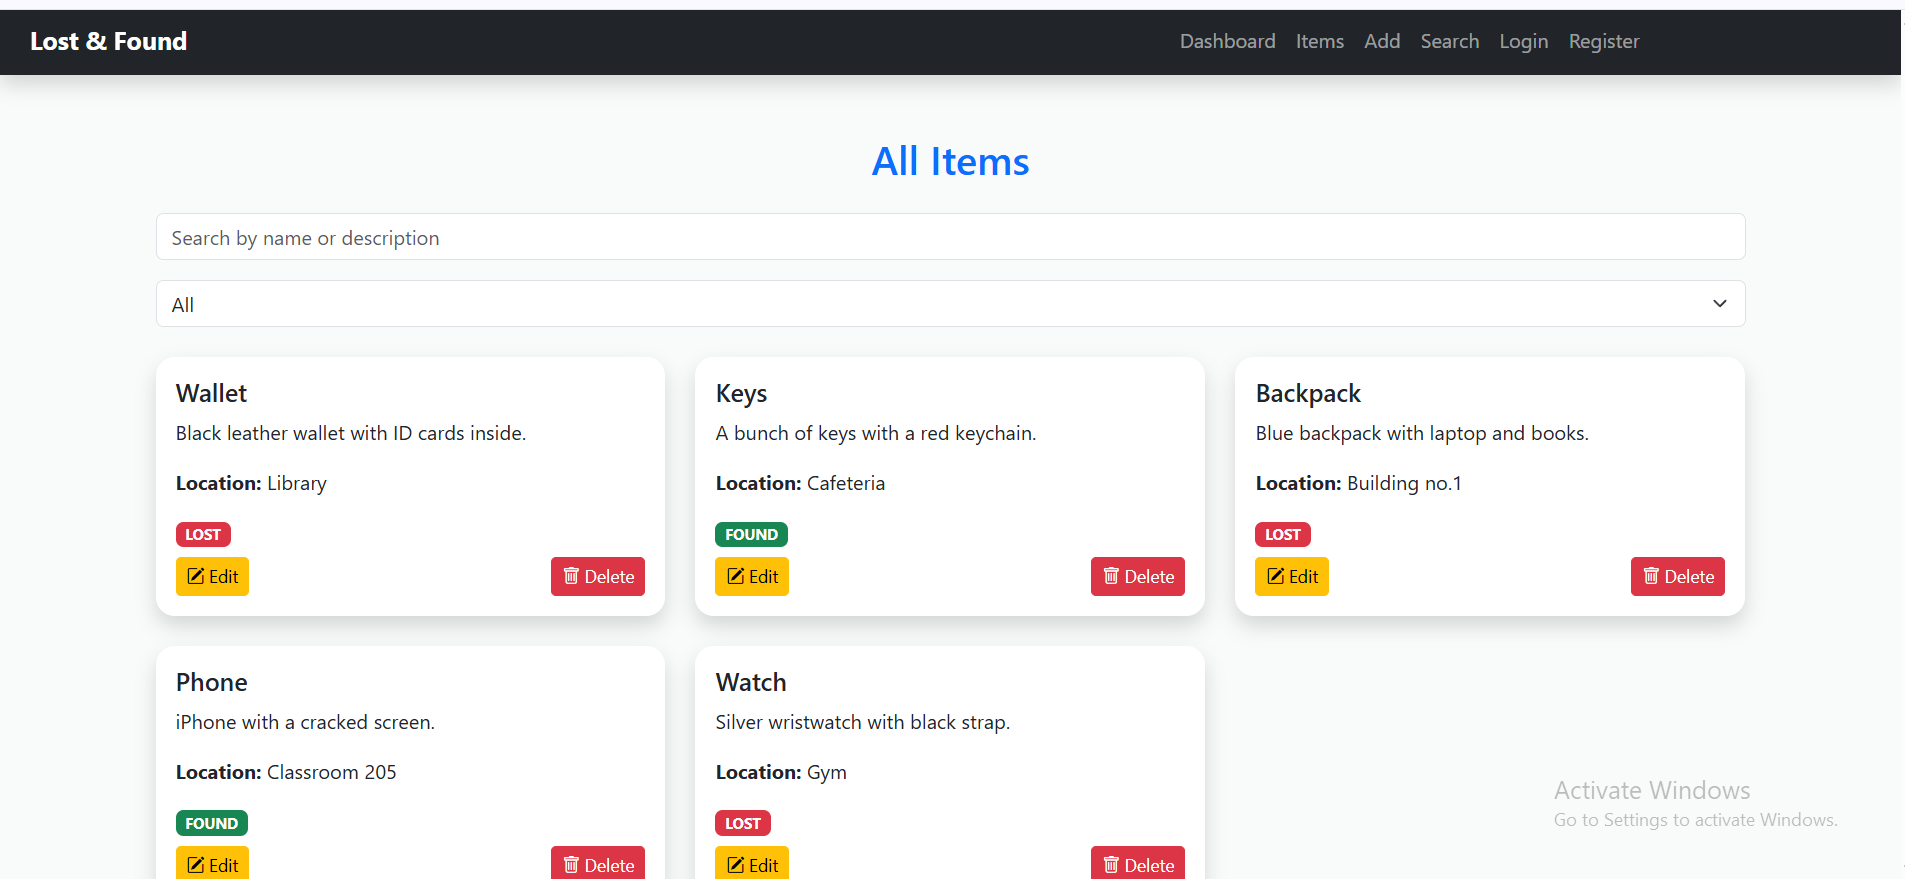 Lost & Found
Dashboard Items Add Search Login Register
All Items
Search by name or description
All
Wallet
Black leather wallet with ID cards inside.
Location: Library
LOST
Edit Delete
Keys
A bunch of keys with a red keychain.
Location: Cafeteria
FOUND
Edit Delete
Backpack
Blue backpack with laptop and books.
Location: Building no.1
LOST
Edit Delete
Phone
iPhone with a cracked screen.
Location: Classroom 205
FOUND
Edit Delete
Watch
Silver wristwatch with black strap.
Location: Gym
LOST
Edit Delete
Activate Windows
Go to Settings to activate Windows.